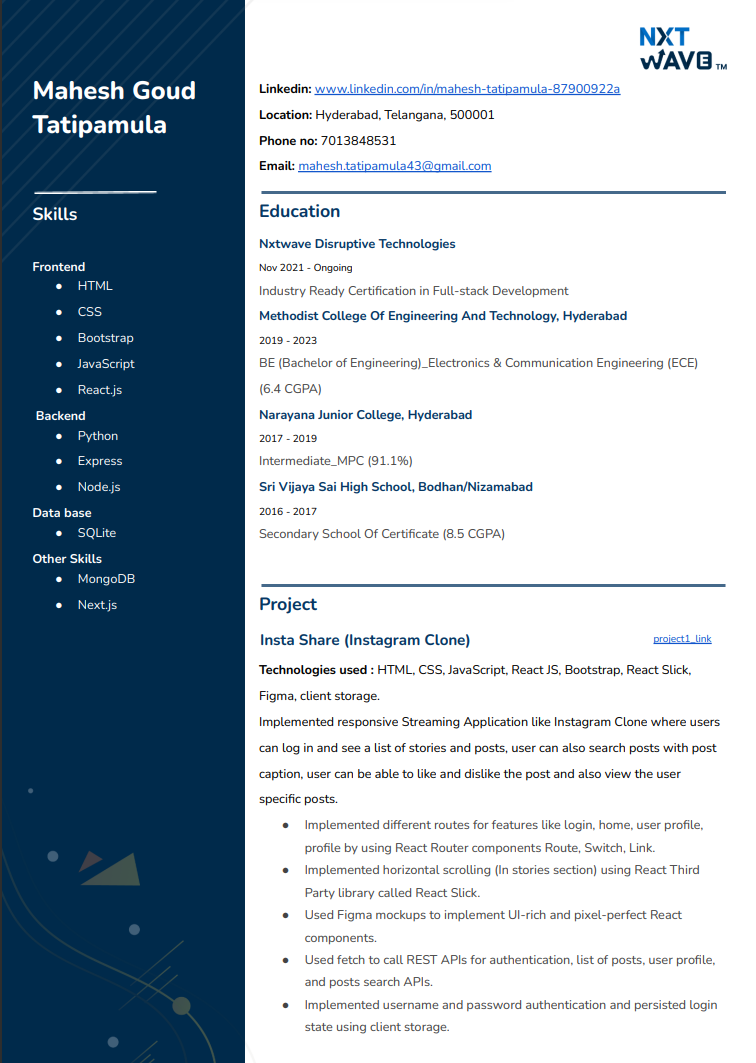 Mahesh Goud
Tatipamula
Skills
Frontend
● HTML
● CSS
● Bootstrap
● JavaScript
● React.js
Backend
● Python
● Express
● Node.js
Data base
● SQLite
Other Skills
● MongoDB
● Next.js
NXT
WAVE TM
Linkedin: www.linkedin.com/in/mahesh-tatipamula-87900922a
Location: Hyderabad, Telangana, 500001
Phone no: 7013848531
Email: mahesh.tatipamula43@gmail.com
Education
Nxtwave Disruptive Technologies
Nov 2021 - Ongoing
Industry Ready Certification in Full-stack Development
Methodist College Of Engineering And Technology, Hyderabad
2019 - 2023
BE (Bachelor of Engineering)_Electronics & Communication Engineering (ECE)
(6.4 CGPA)
Narayana Junior College, Hyderabad
2017 - 2019
Intermediate_MPC (91.1%)
Sri Vijaya Sai High School, Bodhan/Nizamabad
2016 - 2017
Secondary School Of Certificate (8.5 CGPA)
Project
Insta Share (Instagram Clone) project1_link
Technologies used : HTML, CSS, JavaScript, React JS, Bootstrap, React Slick,
Figma, client storage.
Implemented responsive Streaming Application like Instagram Clone where users
can log in and see a list of stories and posts, user can also search posts with post
caption, user can be able to like and dislike the post and also view the user
specific posts.
● Implemented different routes for features like login, home, user profile,
profile by using React Router components Route, Switch, Link.
● Implemented horizontal scrolling (In stories section) using React Third
Party library called React Slick.
● Used Figma mockups to implement UI-rich and pixel-perfect React
components.
● Used fetch to call REST APIs for authentication, list of posts, user profile,
and posts search APIs.
● Implemented username and password authentication and persisted login
state using client storage.